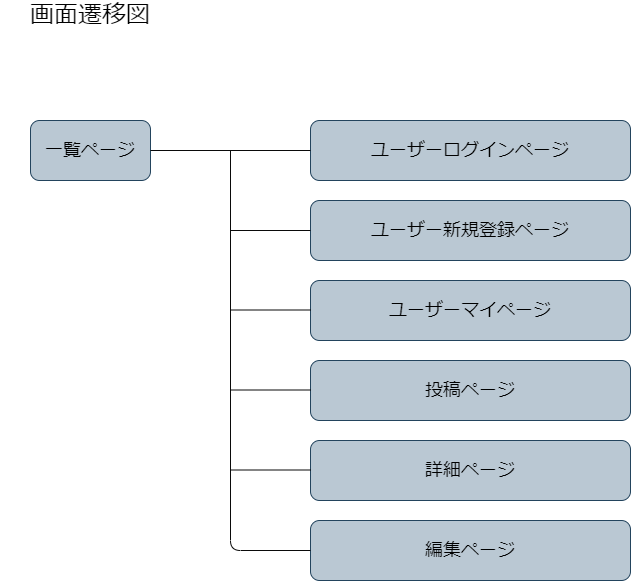 画面遷移図
一覧ページ
ユーザーログインページ
ユーザー新規登録ページ
ユーザーマイページ
投稿ページ
詳細ページ
編集ページ